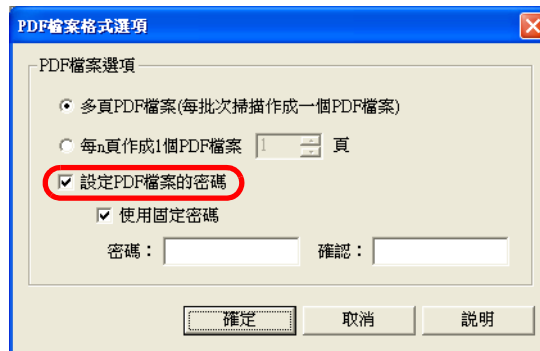 PDF檔案格式選項
PDF檔案選項
多頁PDF檔案(每批次掃描作成一個PDF檔案)
每n頁作成1個PDF檔案 1 頁
設定PDF檔案的密碼
使用固定密碼
密碼： 確認：
確定 取消 說明